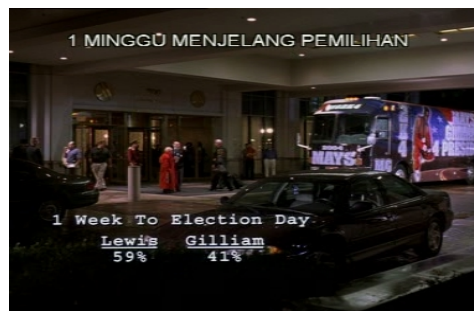 1 MINGGU MENJELANG PEMILIHAN
MAYS
1 Week To Election Day
Lewis Gilliam
59% 41%